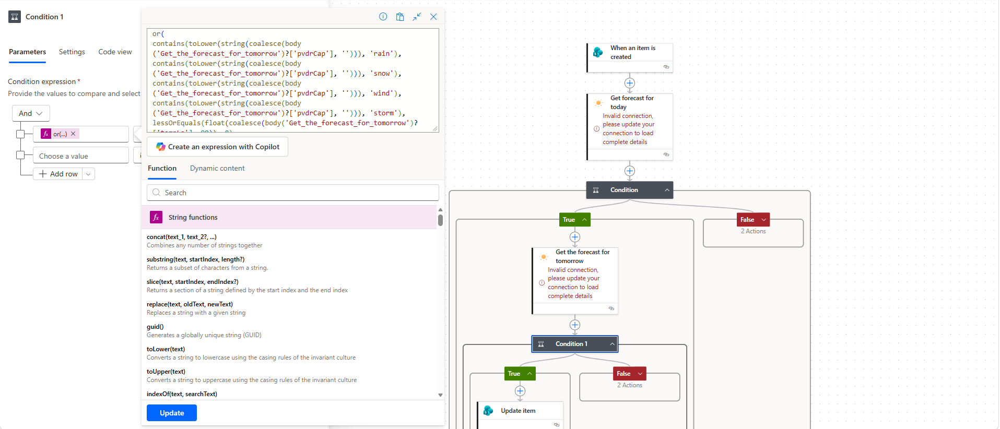 Condition 1
Parameters
Settings
Code view
Condition expression *
Provide the values to compare and select
And
fx or(...) ×
Choose a value
i
+ Add row
or(
contains(toLower(string(coalesce(body
('Get_the_forecast_for_tomorrow')?['pvdrCap'], ''))), 'rain'),
contains(toLower(string(coalesce(body
('Get_the_forecast_for_tomorrow')?['pvdrCap'], ''))), 'snow'),
contains(toLower(string(coalesce(body
('Get_the_forecast_for_tomorrow')?['pvdrCap'], ''))), 'wind'),
contains(toLower(string(coalesce(body
('Get_the_forecast_for_tomorrow')?['pvdrCap'], ''))), 'storm'),
lessOrEquals(float(coalesce(body('Get_the_forecast_for_tomorrow')?
Create an expression with Copilot
Function
Dynamic content
Search
fx String functions
concat(text_1, text_2?, ...)
Combines any number of strings together
substring(text, startIndex, length?)
Returns a subset of characters from a string.
slice(text, startIndex, endIndex?)
Returns a section of a string defined by the start index and the end index
replace(text, oldText, newText)
Replaces a string with a given string
guid()
Generates a globally unique string (GUID)
toLower(text)
Converts a string to lowercase using the casing rules of the invariant culture
toUpper(text)
Converts a string to uppercase using the casing rules of the invariant culture
indexOf(text, searchText)
Update
When an item is
created
Get forecast for
today
Invalid connection,
please update your
connection to load
complete details
Condition
True
False
2 Actions
Get the forecast for
tomorrow
Invalid connection,
please update your
connection to load
complete details
Condition 1
True
False
2 Actions
Update item